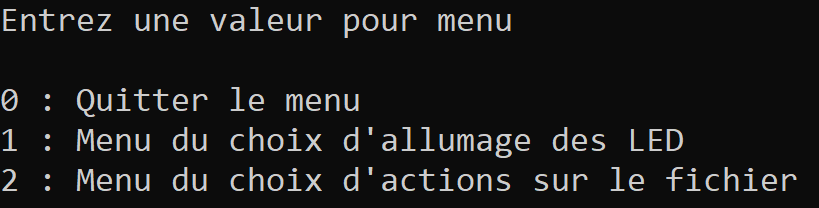 Entrez une valeur pour menu
0 : Quitter le menu
1 : Menu du choix d'allumage des LED
2 : Menu du choix d'actions sur le fichier